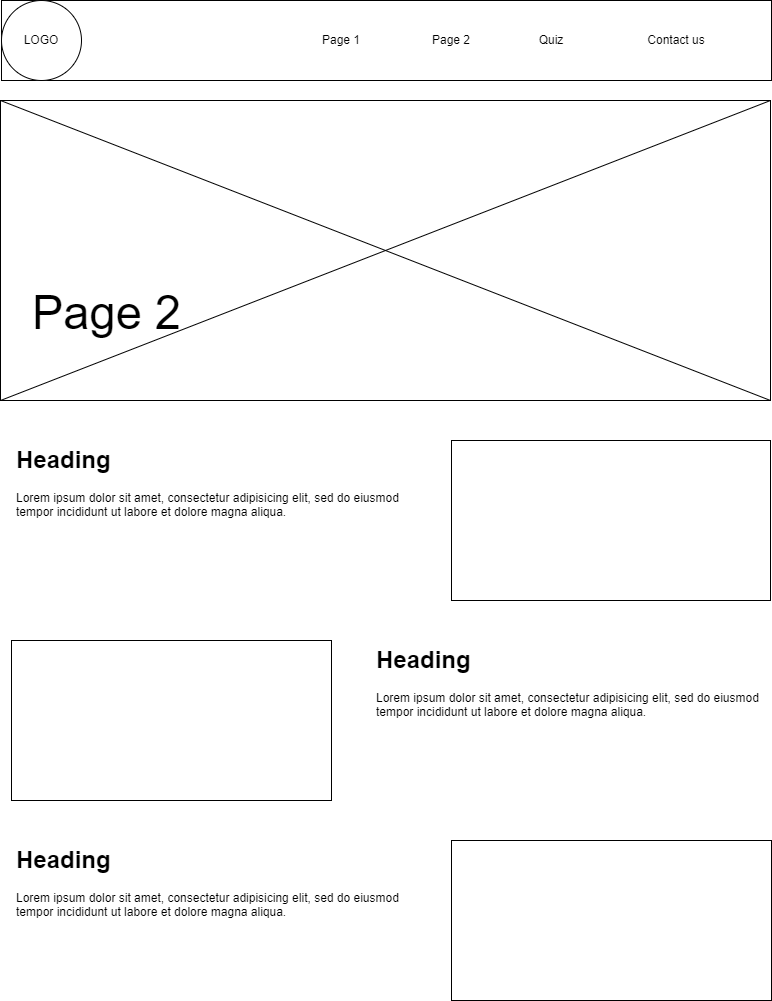 LOGO Page 1 Page 2 Quiz Contact us
Page 2
Heading
Lorem ipsum dolor sit amet, consectetur adipisicing elit, sed do eiusmod
tempor incididunt ut labore et dolore magna aliqua.
Heading
Lorem ipsum dolor sit amet, consectetur adipisicing elit, sed do eiusmod
tempor incididunt ut labore et dolore magna aliqua.
Heading
Lorem ipsum dolor sit amet, consectetur adipisicing elit, sed do eiusmod
tempor incididunt ut labore et dolore magna aliqua.